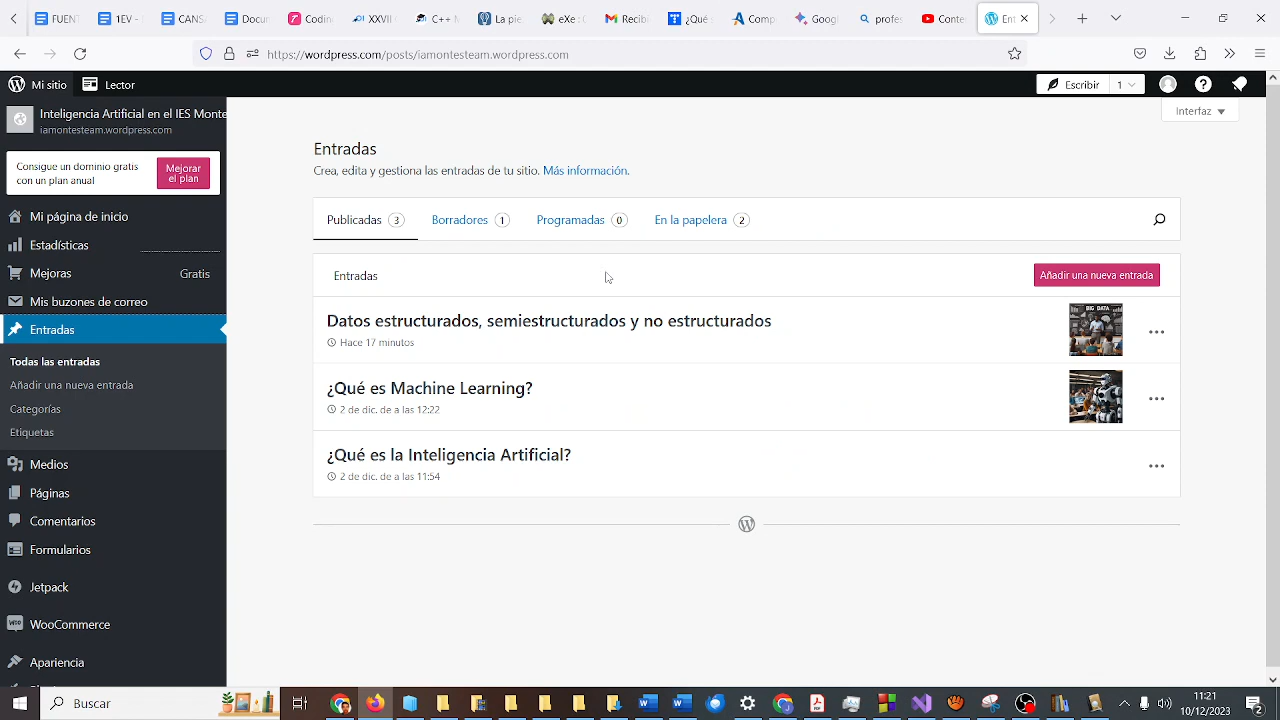 FUENT
1EV -
CANS
Docu
Codin
XXVII
C++ h
La pie
eXe :
Recib
¿Qué
Comp
Goog
profe
Conte
Ent
https://wordpress.com/posts/iamontesteam.wordpress.com
Mi sitio
Lector
Escribir
1
Interfaz
Inteligencia Artificial en el IES Monte
iamontesteam.wordpress.com
Consigue un dominio gratis
con un plan anual
Mejorar
el plan
Mi página de inicio
Estadísticas
Mejoras
Gratis
Mis buzones de correo
Entradas
Todas las entradas
Añadir una nueva entrada
Categorías
Etiquetas
Medios
Páginas
Comentarios
Formularios
Jetpack
WooCommerce
Apariencia
Entradas
Crea, edita y gestiona las entradas de tu sitio. Más información.
Publicadas 3
Borradores 1
Programadas 0
En la papelera 2
Entradas
Añadir una nueva entrada
Datos estructurados, semiestructurados y no estructurados
Hace 17 minutos
BIG DATA
¿Qué es Machine Learning?
2 de dic. de a las 12:22
¿Qué es la Inteligencia Artificial?
2 de dic. de a las 11:54
Buscar
11:21
10/12/2023
2